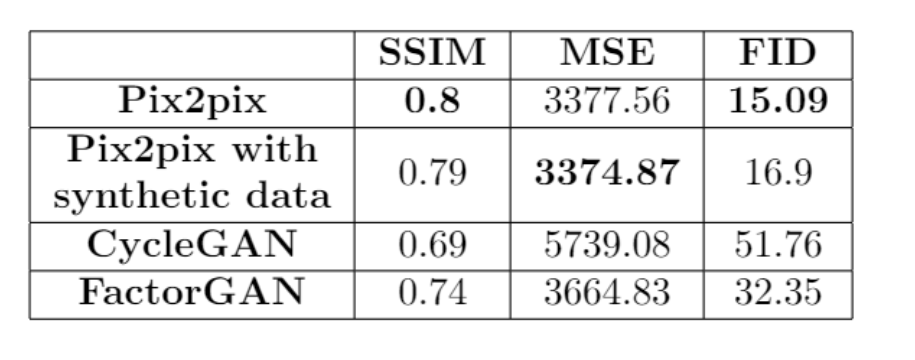 SSIM MSE FID
Pix2pix 0.8 3377.56 15.09
Pix2pix with
synthetic data 0.79 3374.87 16.9
CycleGAN 0.69 5739.08 51.76
FactorGAN 0.74 3664.83 32.35